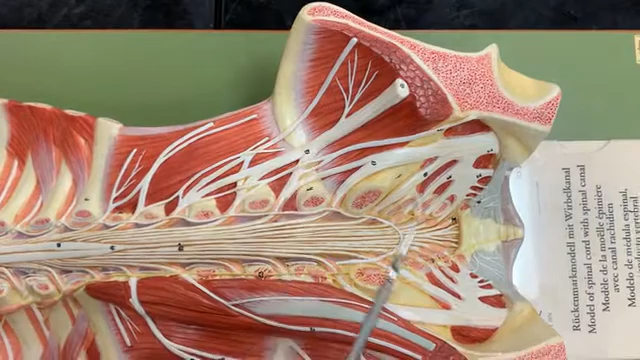 Rückenmarkmodell mit Wirbelkanal
Model of spinal cord with spinal canal
Modèle de la moëlle épinière
avec canal rachidien
Modelo de médula espinal,